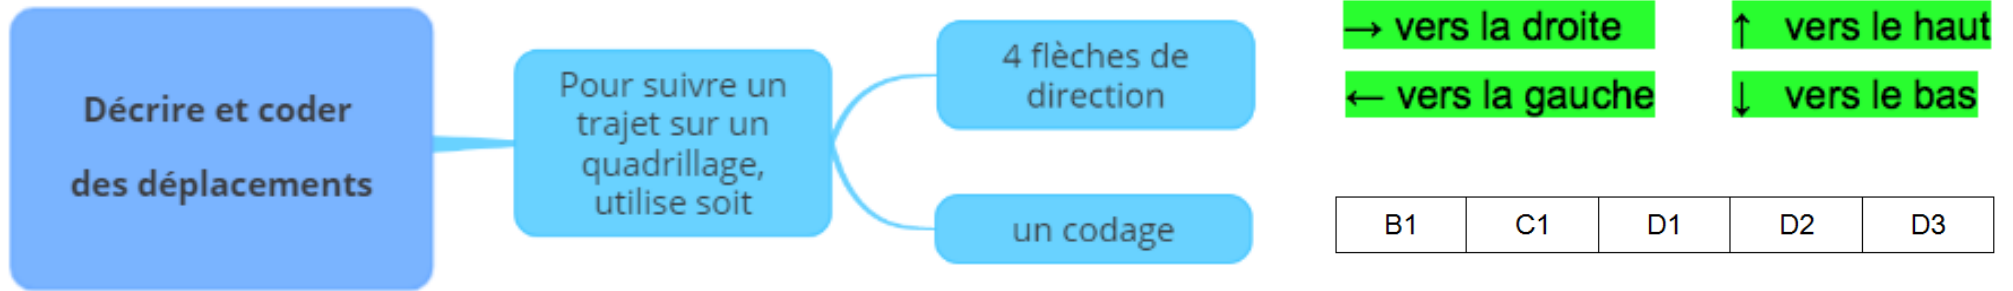 Décrire et coder
des déplacements
Pour suivre un
trajet sur un
quadrillage,
utilise soit
4 flèches de
direction
un codage
→ vers la droite
↑ vers le haut
← vers la gauche
↓ vers le bas
B1 C1 D1 D2 D3